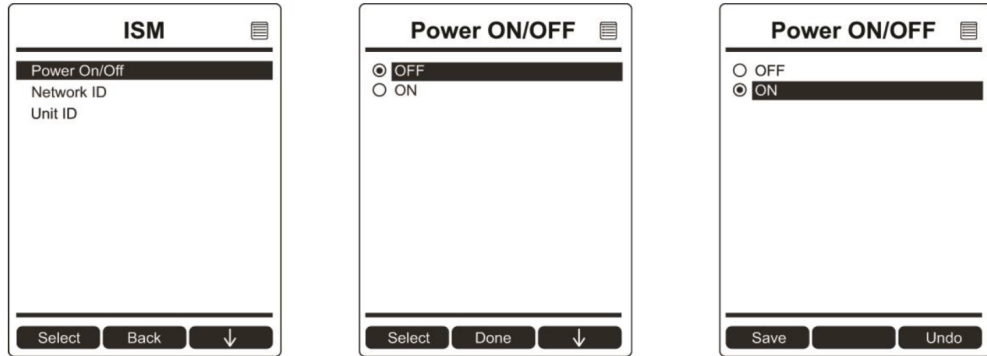 ISM
Power On/Off
Network ID
Unit ID
Select Back ↓
Power ON/OFF
OFF
ON
Select Done ↓
Power ON/OFF
OFF
ON
Save Undo